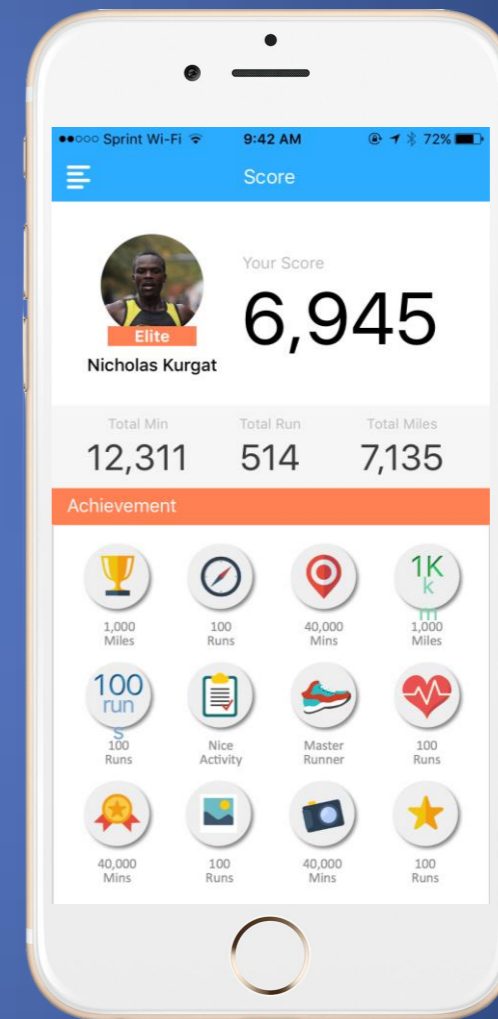 Sprint Wi-Fi 9:42 AM 72%
Score
Your Score
6,945
Elite
Nicholas Kurgat
Total Min Total Run Total Miles
12,311 514 7,135
Achievement
1K
k
m
1,000 100 40,000 1,000
Miles Runs Mins Miles
100
run
s
100 Nice Master 100
Runs Activity Runner Runs
40,000 100 40,000 100
Mins Runs Mins Runs